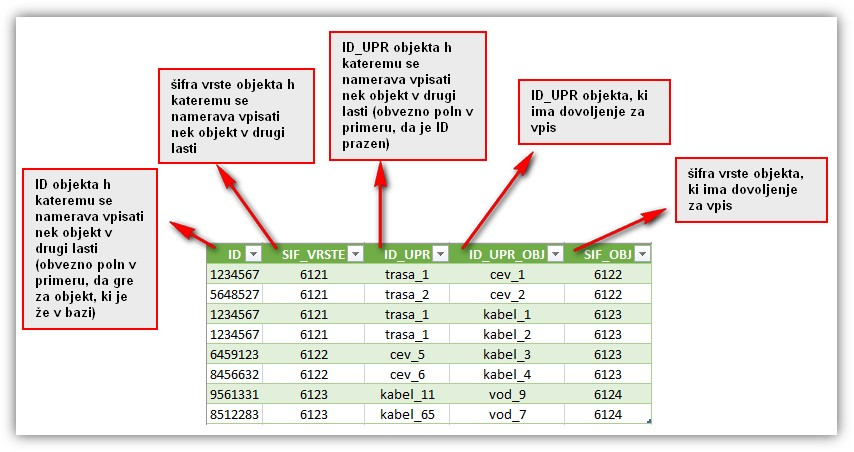 ID_UPR objekta h
kateremu se
namerava vpisati
nek objekt v drugi
lasti (obvezno poln v
primeru, da je ID
prazen)
šifra vrste objekta h
kateremu se
namerava vpisati
nek objekt v drugi
lasti
ID_UPR objekta, ki
ima dovoljenje za
vpis
šifra vrste objekta,
ki ima dovoljenje
za vpis
ID objekta h
kateremu se
namerava vpisati
nek objekt v
drugi lasti
(obvezno poln v
primeru, da gre
za objekt, ki je
že v bazi)
ID SIF_VRSTE ID_UPR ID_UPR_OBJ SIF_OBJ
1234567 6121 trasa_1 cev_1 6122
5648527 6121 trasa_2 cev_2 6122
1234567 6121 trasa_1 kabel_1 6123
1234567 6121 trasa_1 kabel_2 6123
6459123 6122 cev_5 kabel_3 6123
8456632 6122 cev_6 kabel_4 6123
9561331 6123 kabel_11 vod_9 6124
8512283 6123 kabel_65 vod_7 6124